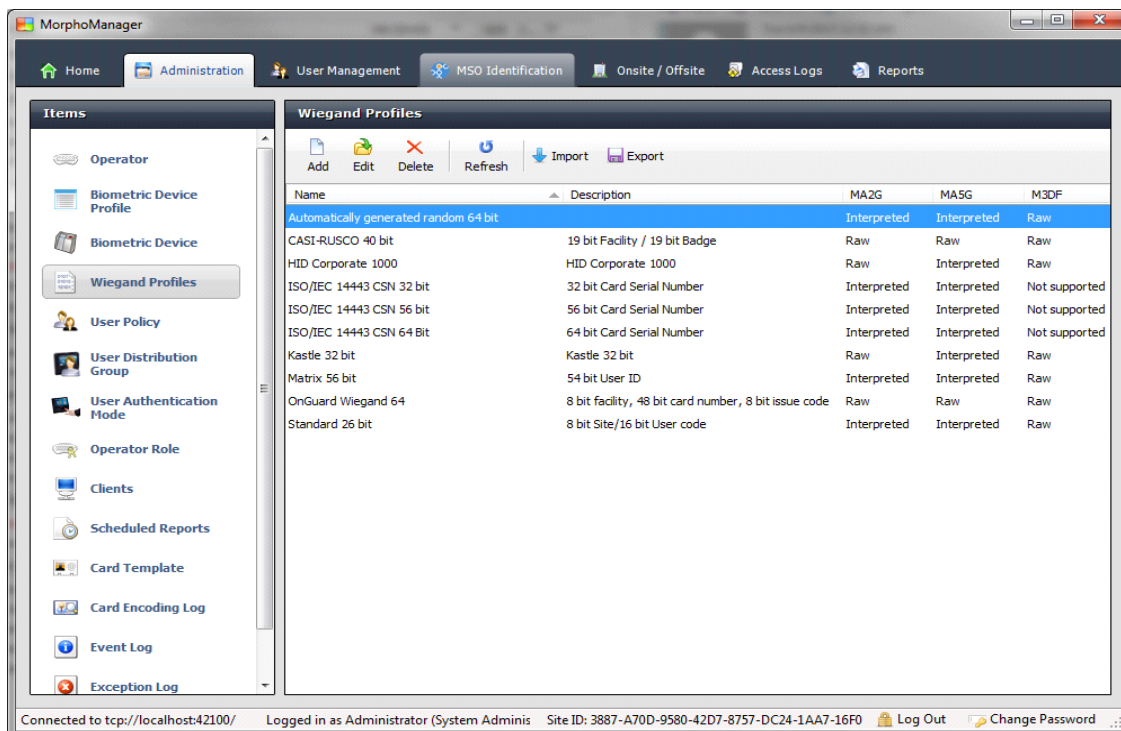 MorphoManager
Home Administration User Management MSO Identification Onsite / Offsite Access Logs Reports
Items
Operator
Biometric Device
Profile
Biometric Device
Wiegand Profiles
User Policy
User Distribution
Group
User Authentication
Mode
Operator Role
Clients
Scheduled Reports
Card Template
Card Encoding Log
Event Log
Exception Log
Wiegand Profiles
Add Edit Delete Refresh Import Export
Name Description MA2G MA5G M3DF
Automatically generated random 64 bit Interpreted Interpreted Raw
CASI-RUSCO 40 bit 19 bit Facility / 19 bit Badge Raw Raw Raw
HID Corporate 1000 HID Corporate 1000 Raw Interpreted Raw
ISO/IEC 14443 CSN 32 bit 32 bit Card Serial Number Interpreted Interpreted Not supported
ISO/IEC 14443 CSN 56 bit 56 bit Card Serial Number Interpreted Interpreted Not supported
ISO/IEC 14443 CSN 64 Bit 64 bit Card Serial Number Interpreted Interpreted Not supported
Kastle 32 bit Kastle 32 bit Raw Interpreted Raw
Matrix 56 bit 54 bit User ID Interpreted Interpreted Raw
OnGuard Wiegand 64 8 bit facility, 48 bit card number, 8 bit issue code Raw Raw Raw
Standard 26 bit 8 bit Site/16 bit User code Interpreted Interpreted Raw
Connected to tcp://localhost:42100/ Logged in as Administrator (System Adminis Site ID: 3887-A70D-9580-42D7-8757-DC24-1AA7-16F0 Log Out Change Password